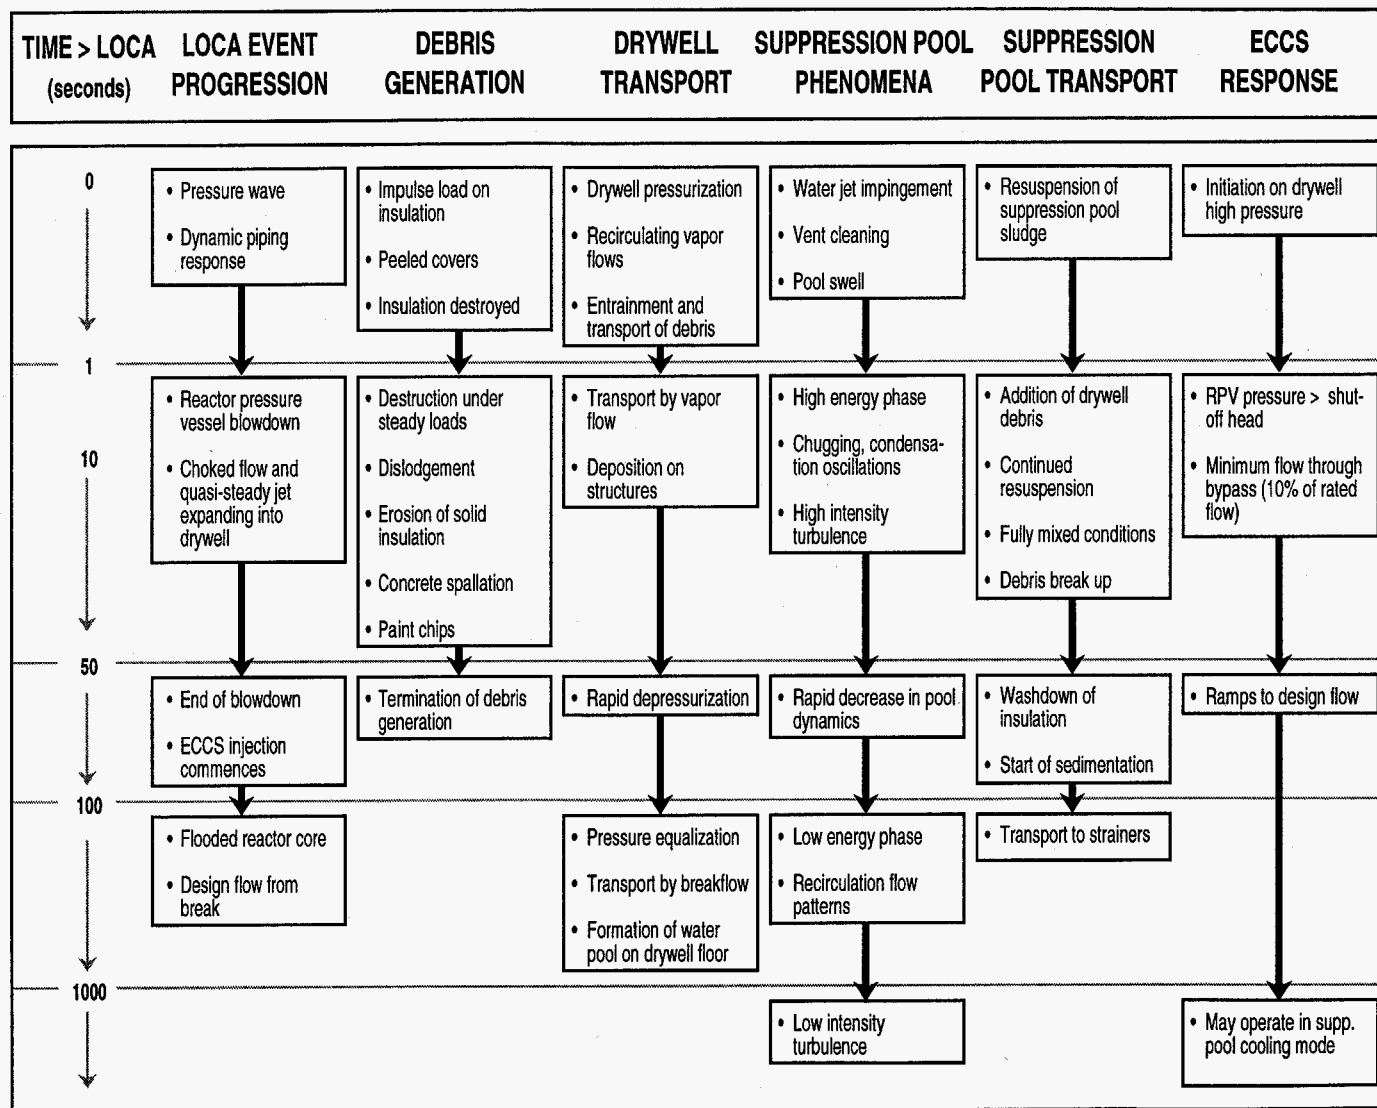 TIME > LOCA
(seconds)
LOCA EVENT
PROGRESSION
DEBRIS
GENERATION
DRYWELL
TRANSPORT
SUPPRESSION POOL
PHENOMENA
SUPPRESSION
POOL TRANSPORT
ECCS
RESPONSE
0
• Pressure wave
• Dynamic piping
response
• Impulse load on
insulation
• Peeled covers
• Insulation destroyed
• Drywell pressurization
• Recirculating vapor
flows
• Entrainment and
transport of debris
• Water jet impingement
• Vent cleaning
• Pool swell
• Resuspension of
suppression pool
sludge
• Initiation on drywell
high pressure
1
10
• Reactor pressure
vessel blowdown
• Choked flow and
quasi-steady jet
expanding into
drywell
• Destruction under
steady loads
• Dislodgement
• Erosion of solid
insulation
• Concrete spallation
• Paint chips
• Transport by vapor
flow
• Deposition on
structures
• High energy phase
• Chugging, condensa-
tion oscillations
• High intensity
turbulence
• Addition of drywell
debris
• Continued
resuspension
• Fully mixed conditions
• Debris break up
• RPV pressure > shut-
off head
• Minimum flow through
bypass (10% of rated
flow)
50
• End of blowdown
• ECCS injection
commences
• Termination of debris
generation
• Rapid depressurization
• Rapid decrease in pool
dynamics
• Washdown of
insulation
• Start of sedimentation
• Ramps to design flow
100
• Flooded reactor core
• Design flow from
break
• Pressure equalization
• Transport by breakflow
• Formation of water
pool on drywell floor
• Low energy phase
• Recirculation flow
patterns
• Transport to strainers
1000
• Low intensity
turbulence
• May operate in supp.
pool cooling mode